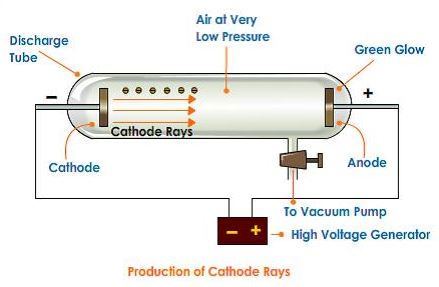 Air at Very
Low Pressure
Discharge
Tube
Green Glow
−
+
Cathode Rays
Cathode
Anode
To Vacuum Pump
− +
High Voltage Generator
Production of Cathode Rays